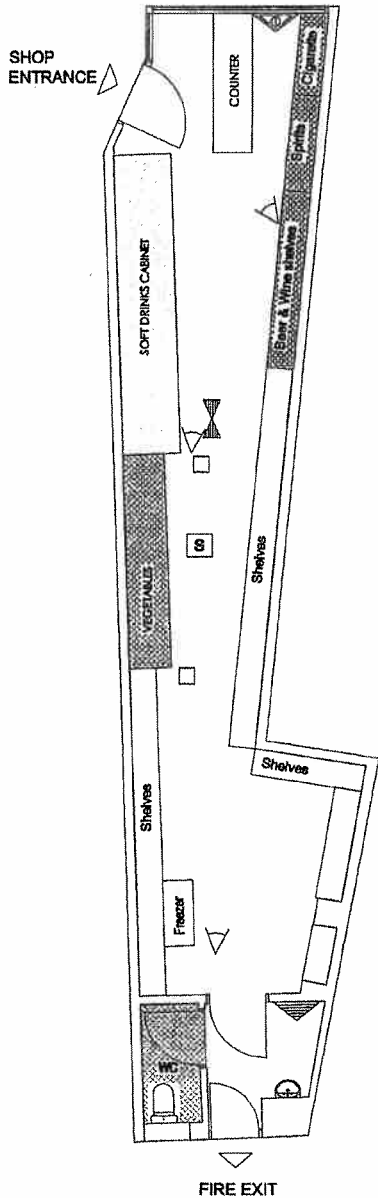 SHOP
ENTRANCE
COUNTER
Cigarette
Spirits
Beer & Wine shelves
SOFT DRINKS CABINET
VEGETABLES
Shelves
Shelves
Shelves
Freezer
WC
FIRE EXIT